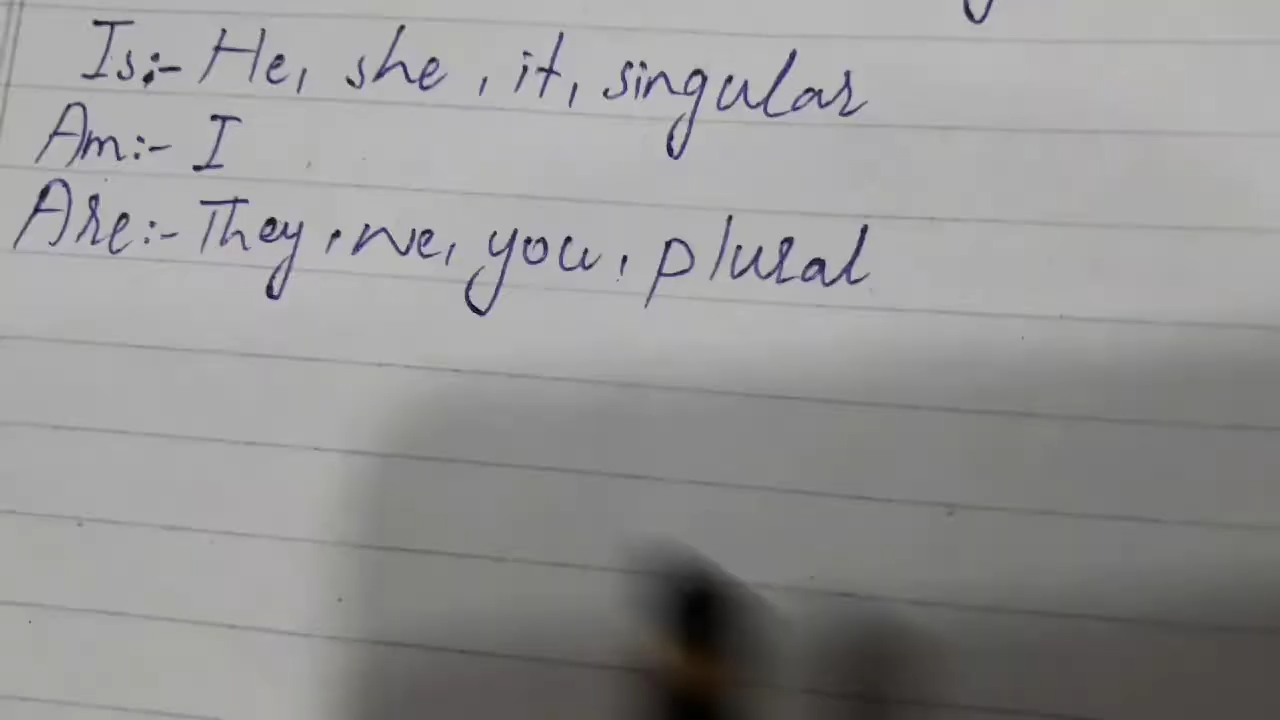 Is:- He, she, it, singular
Am:- I
Are:- They, we, you, plural